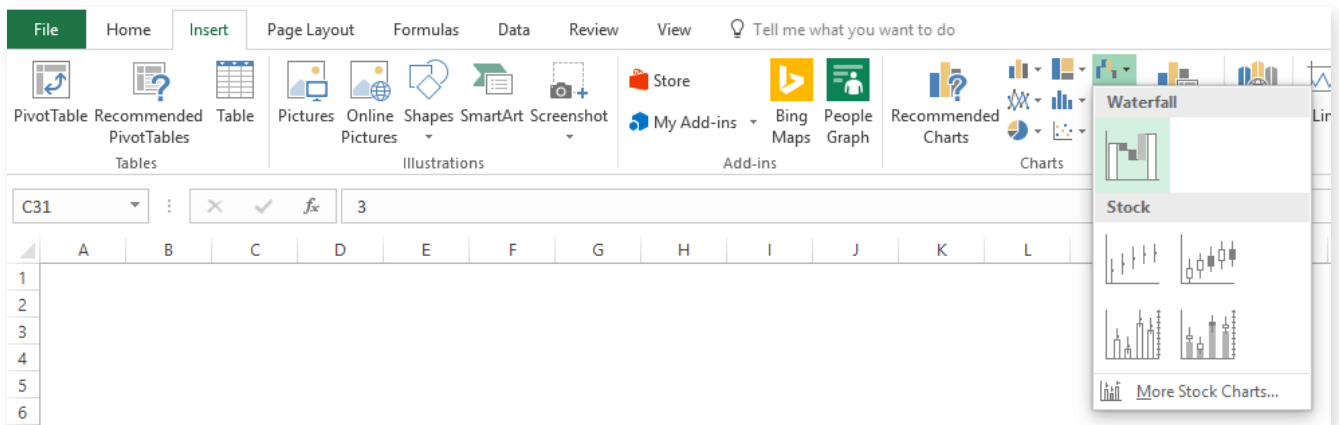 File Home Insert Page Layout Formulas Data Review View Tell me what you want to do
PivotTable Recommended PivotTables Table
Pictures Online Pictures Shapes SmartArt Screenshot
Store
My Add-ins
Bing Maps People Graph
Recommended Charts
Tables Illustrations Add-ins Charts
Waterfall
Stock
More Stock Charts...
C31 fx 3
A B C D E F G H I J K L
1
2
3
4
5
6